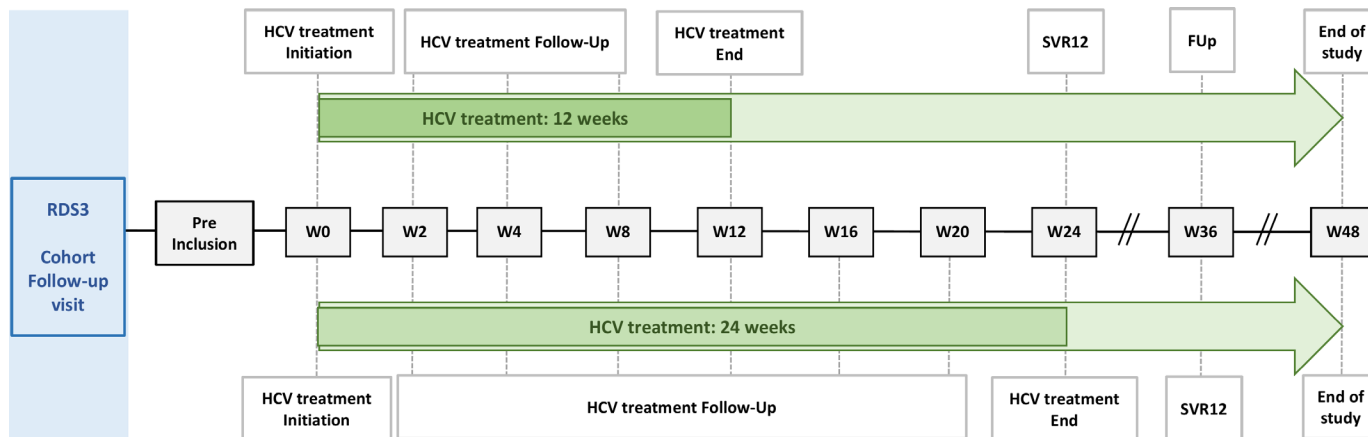 HCV treatment
Initiation
HCV treatment Follow-Up
HCV treatment
End
SVR12
FUp
End of
study
HCV treatment: 12 weeks
RDS3
Cohort
Follow-up
visit
Pre
Inclusion
W0
W2
W4
W8
W12
W16
W20
W24
W36
W48
HCV treatment: 24 weeks
HCV treatment
Initiation
HCV treatment Follow-Up
HCV treatment
End
SVR12
End of
study